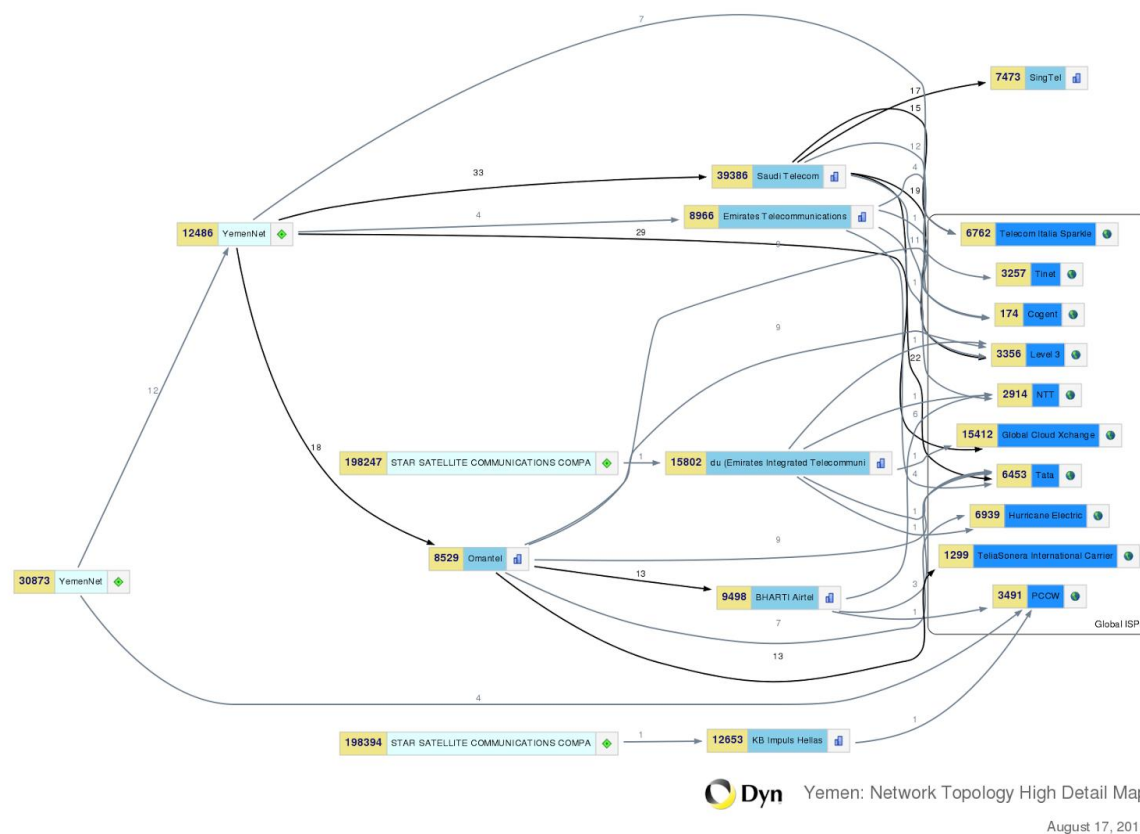 7
7473 SingTel
17
15
12
33
39386 Saudi Telecom
4
19
4
8966 Emirates Telecommunications
1
12486 YemenNet
29
6762 Telecom Italia Sparkle
11
3257 Tinet
1
174 Cogent
9
1
3356 Level 3
22
12
1
2914 NTT
6
15412 Global Cloud Xchange
18
198247 STAR SATELLITE COMMUNICATIONS COMPA
1
15802 du (Emirates Integrated Telecommuni
1
4
6453 Tata
1
6939 Hurricane Electric
1
9
8529 Omantel
1299 TeliaSonera International Carrier
13
30873 YemenNet
3
9498 BHARTI Airtel
3491 PCCW
1
7
Global ISP
13
4
1
198394 STAR SATELLITE COMMUNICATIONS COMPA
1
12653 KB Impuls Hellas
Dyn Yemen: Network Topology High Detail Map
August 17, 201